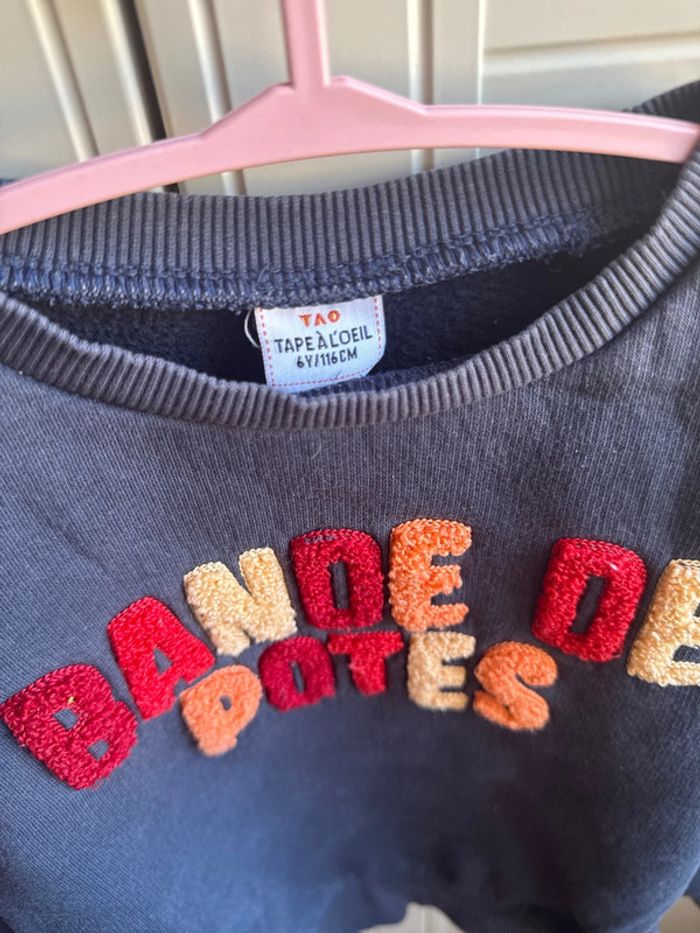 TAO
TAPE À L'OEIL
6Y/116CM
BANDE DE
POTES